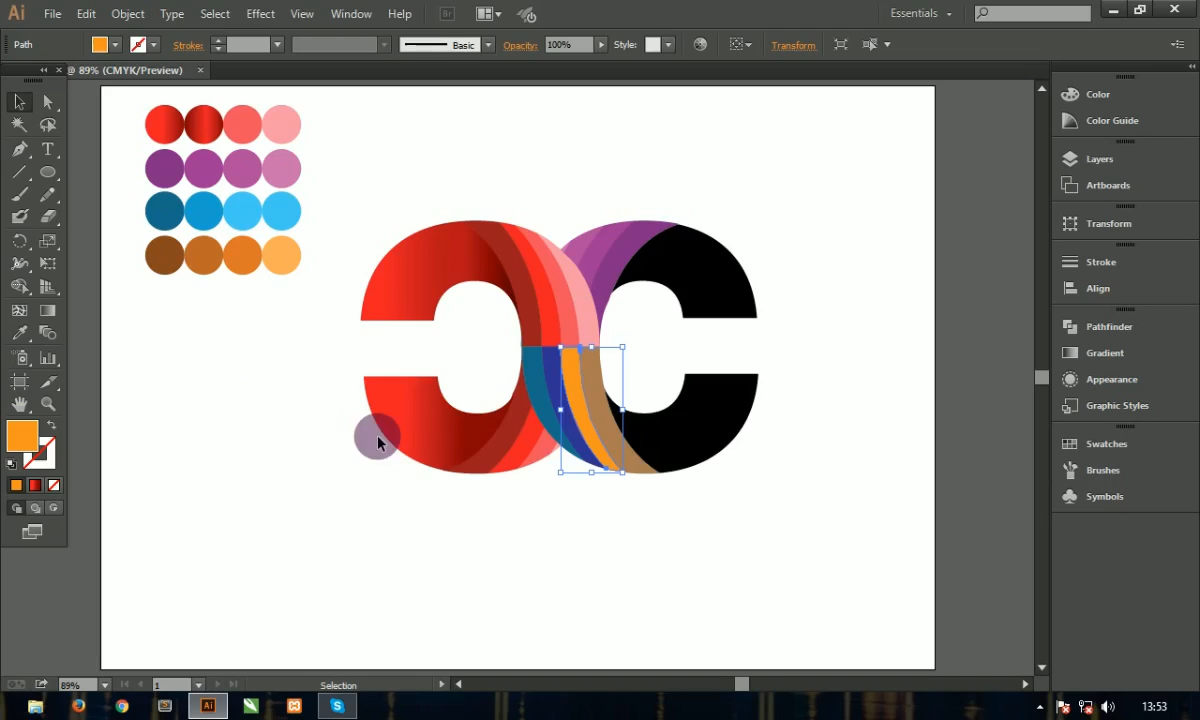 Ai File Edit Object Type Select Effect View Window Help Br Essentials
Path Stroke: Basic Opacity: 100% Style: Transform
@ 89% (CMYK/Preview) ×
T
Color
Color Guide
Layers
Artboards
Transform
Stroke
Align
Pathfinder
Gradient
Appearance
Graphic Styles
Swatches
Brushes
Symbols
89% 1 Selection
Ai 13:53